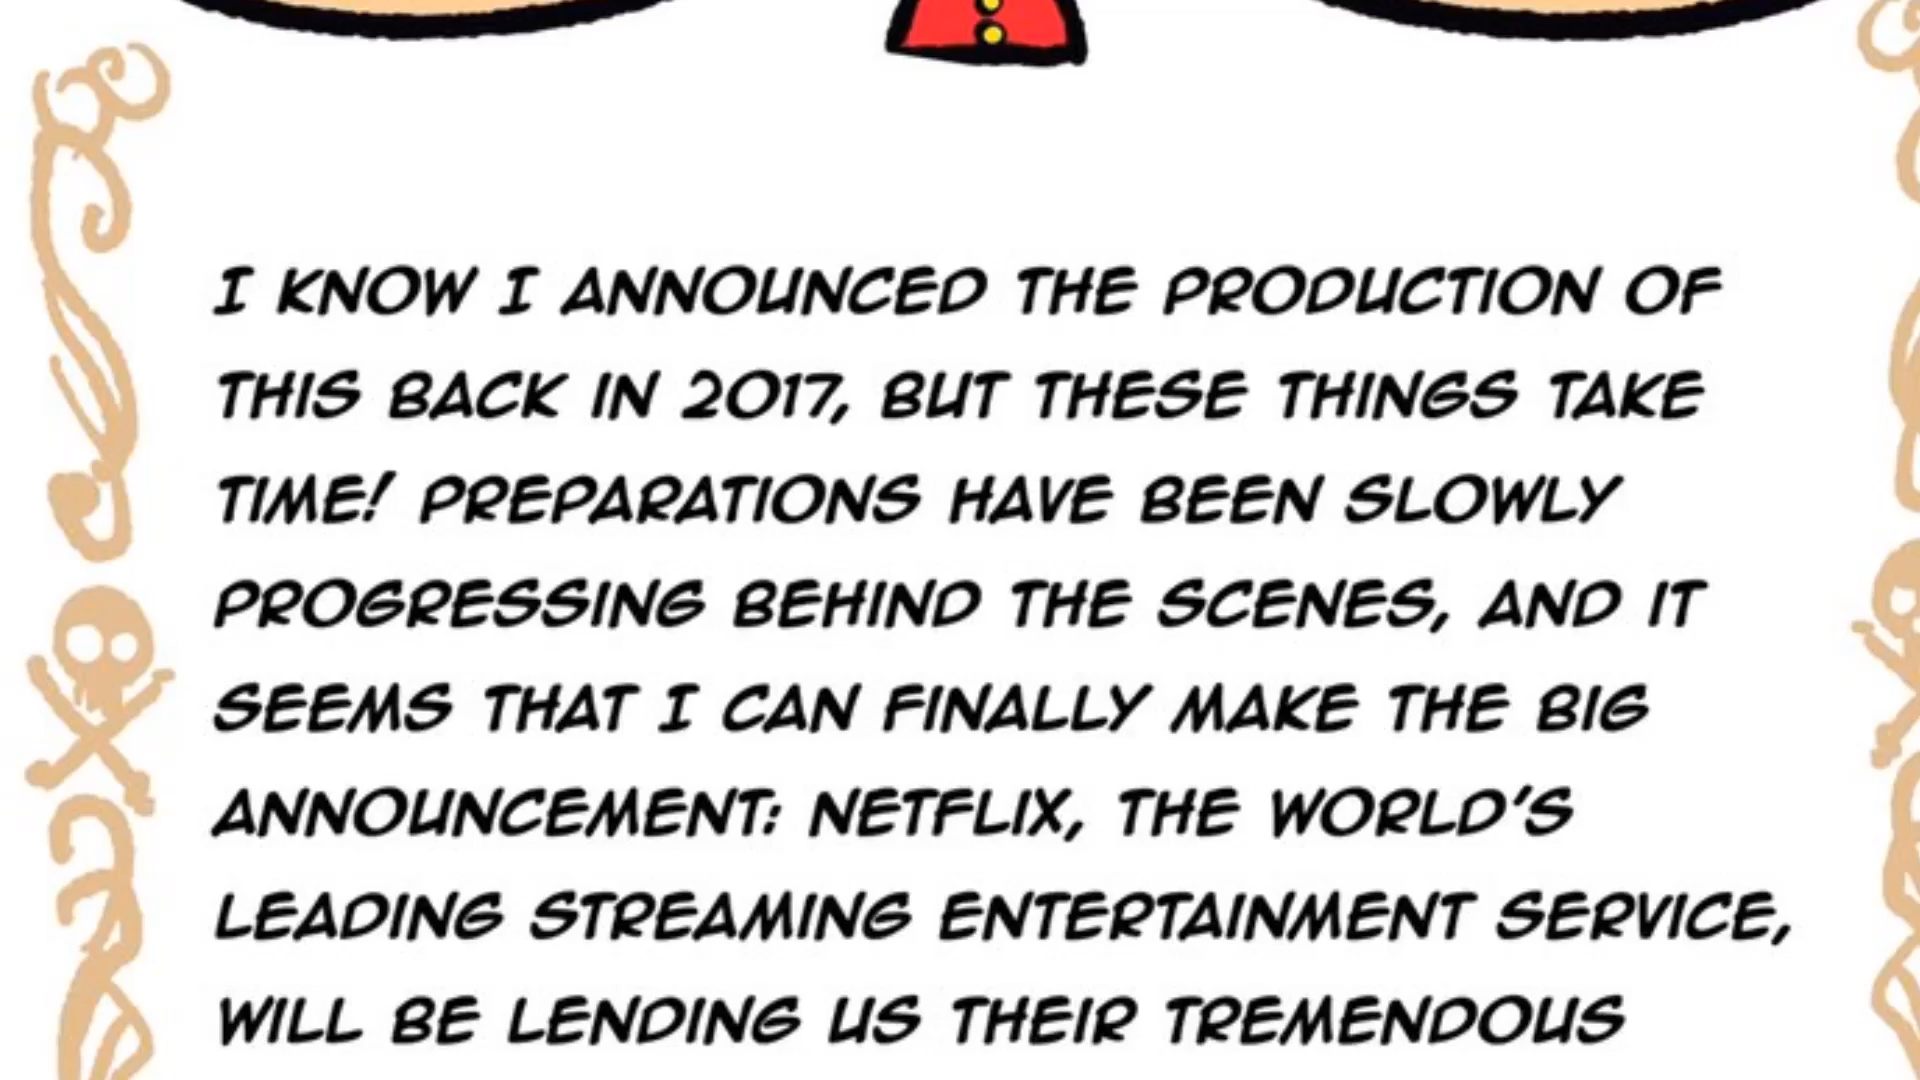 I KNOW I ANNOUNCED THE PRODUCTION OF
THIS BACK IN 2017, BUT THESE THINGS TAKE
TIME! PREPARATIONS HAVE BEEN SLOWLY
PROGRESSING BEHIND THE SCENES, AND IT
SEEMS THAT I CAN FINALLY MAKE THE BIG
ANNOUNCEMENT: NETFLIX, THE WORLD'S
LEADING STREAMING ENTERTAINMENT SERVICE,
WILL BE LENDING US THEIR TREMENDOUS